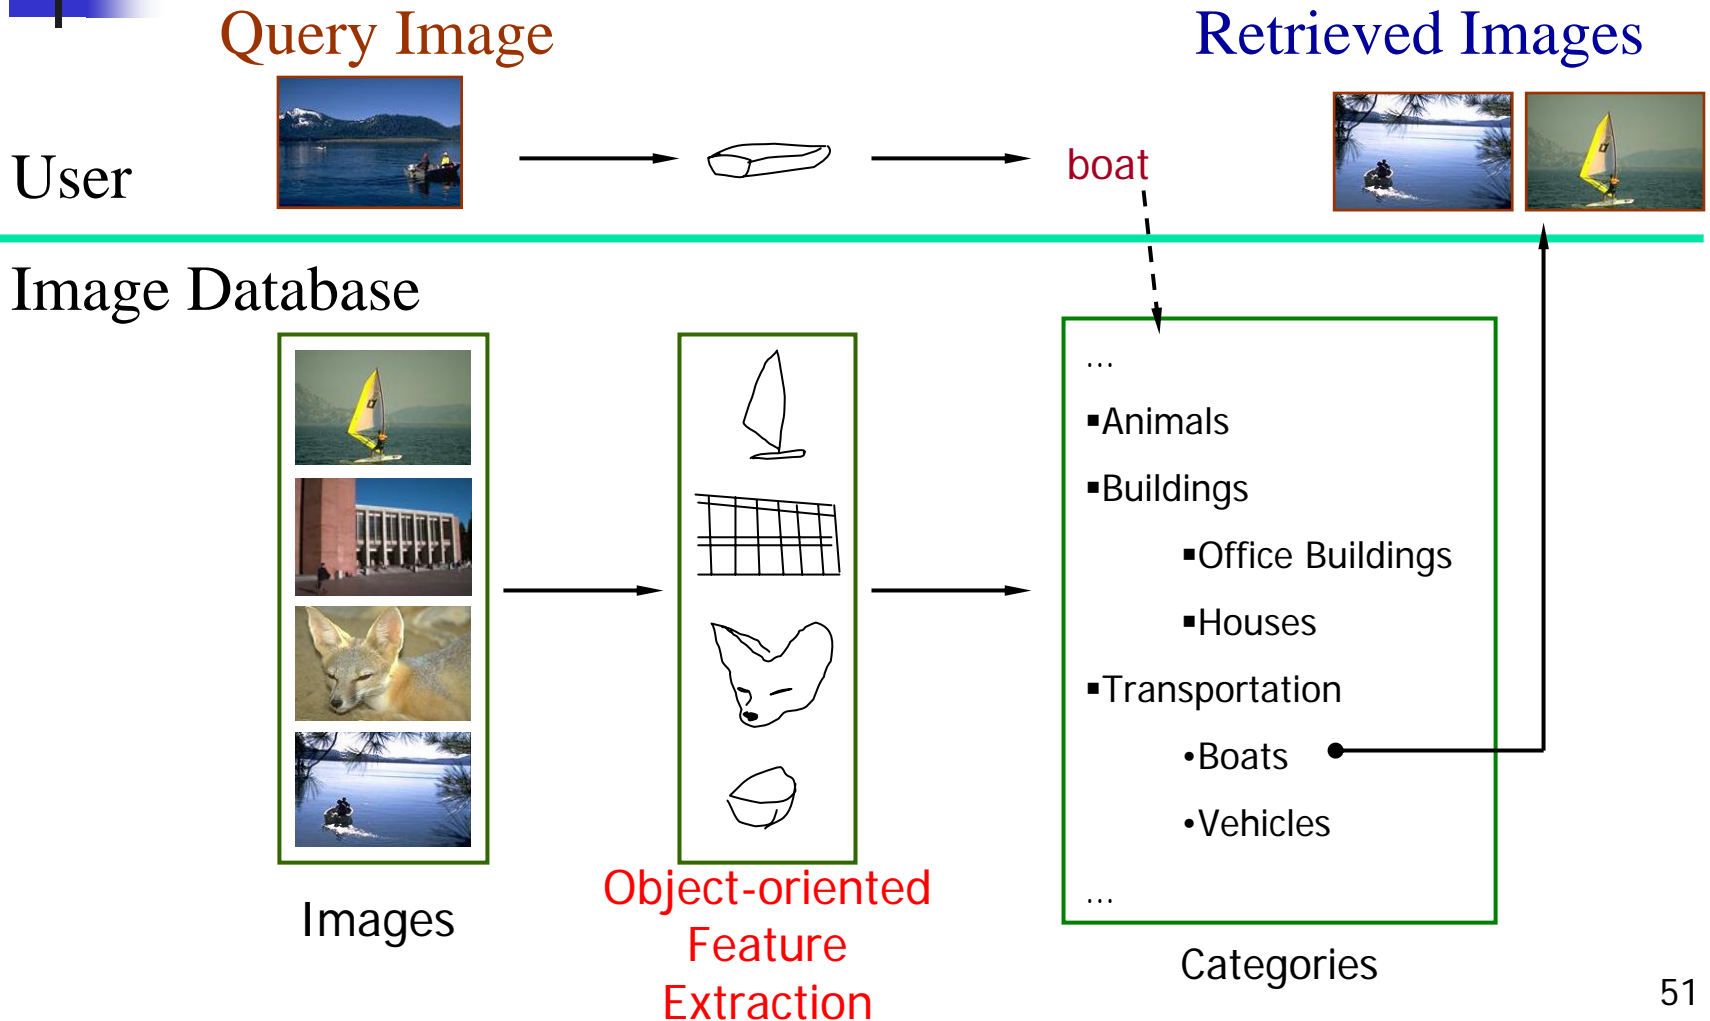 Query Image
Retrieved Images
User
boat
Image Database
...
▪Animals
▪Buildings
▪Office Buildings
▪Houses
▪Transportation
•Boats
•Vehicles
...
Images
Object-oriented
Feature
Extraction
Categories
51